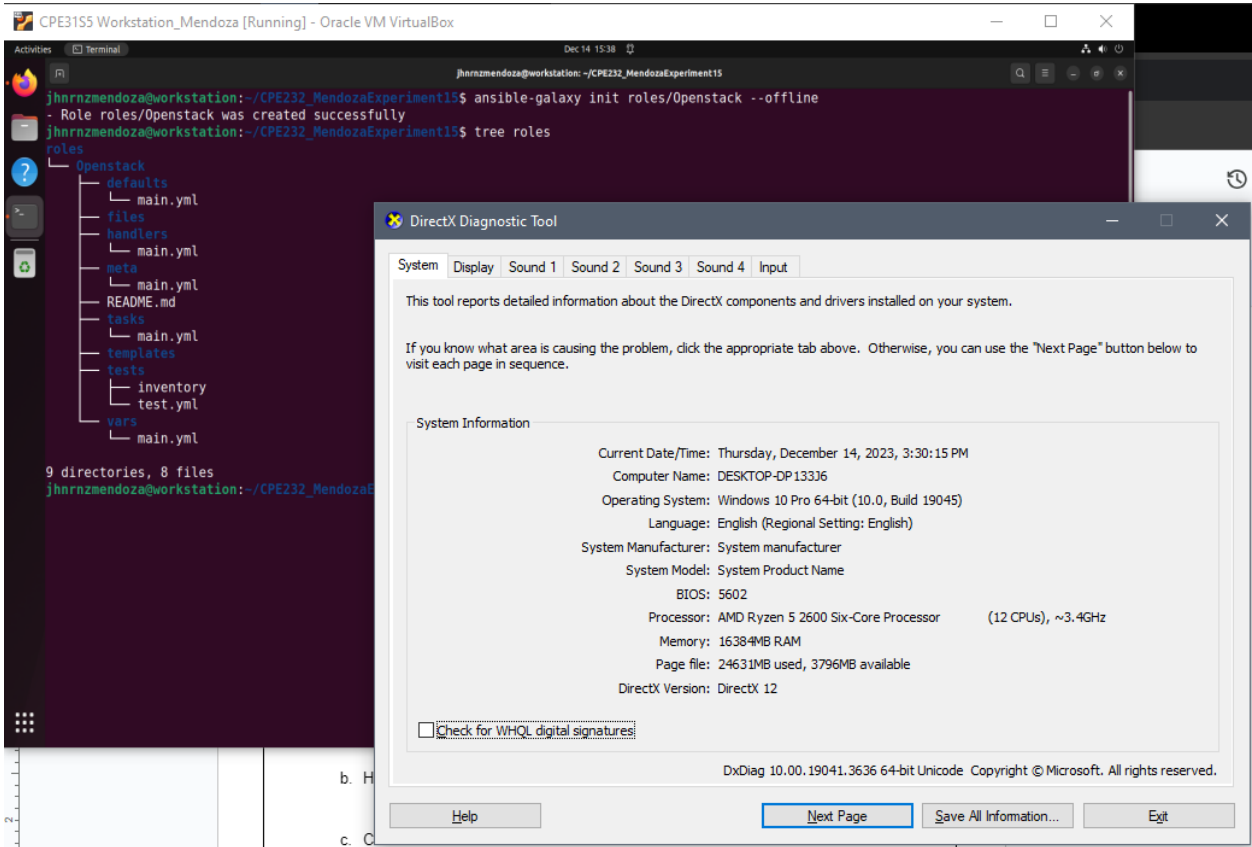 CPE31S5 Workstation_Mendoza [Running] - Oracle VM VirtualBox
Activities Terminal Dec 14 15:38
jhnrnzmendoza@workstation: ~/CPE232_MendozaExperiment15
jhnrnzmendoza@workstation:~/CPE232_MendozaExperiment15$ ansible-galaxy init roles/Openstack --offline
- Role roles/Openstack was created successfully
jhnrnzmendoza@workstation:~/CPE232_MendozaExperiment15$ tree roles
roles
└── Openstack
├── defaults
│   └── main.yml
├── files
├── handlers
│   └── main.yml
├── meta
│   └── main.yml
├── README.md
├── tasks
│   └── main.yml
├── templates
├── tests
│   ├── inventory
│   └── test.yml
└── vars
└── main.yml
9 directories, 8 files
jhnrnzmendoza@workstation:~/CPE232_MendozaE
DirectX Diagnostic Tool
System Display Sound 1 Sound 2 Sound 3 Sound 4 Input
This tool reports detailed information about the DirectX components and drivers installed on your system.
If you know what area is causing the problem, click the appropriate tab above. Otherwise, you can use the "Next Page" button below to
visit each page in sequence.
System Information
Current Date/Time: Thursday, December 14, 2023, 3:30:15 PM
Computer Name: DESKTOP-DP133J6
Operating System: Windows 10 Pro 64-bit (10.0, Build 19045)
Language: English (Regional Setting: English)
System Manufacturer: System manufacturer
System Model: System Product Name
BIOS: 5602
Processor: AMD Ryzen 5 2600 Six-Core Processor (12 CPUs), ~3.4GHz
Memory: 16384MB RAM
Page file: 24631MB used, 3796MB available
DirectX Version: DirectX 12
Check for WHQL digital signatures
DxDiag 10.00.19041.3636 64-bit Unicode Copyright © Microsoft. All rights reserved.
Help Next Page Save All Information... Exit
b. H
c. C
2